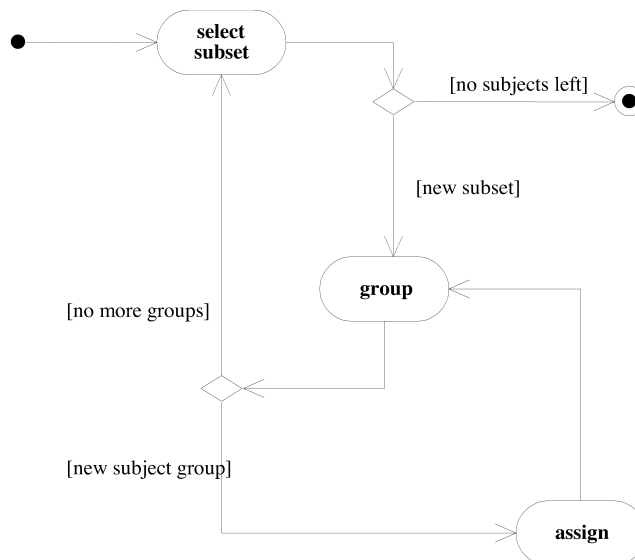 select
subset
[no subjects left]
[new subset]
group
[no more groups]
[new subject group]
assign